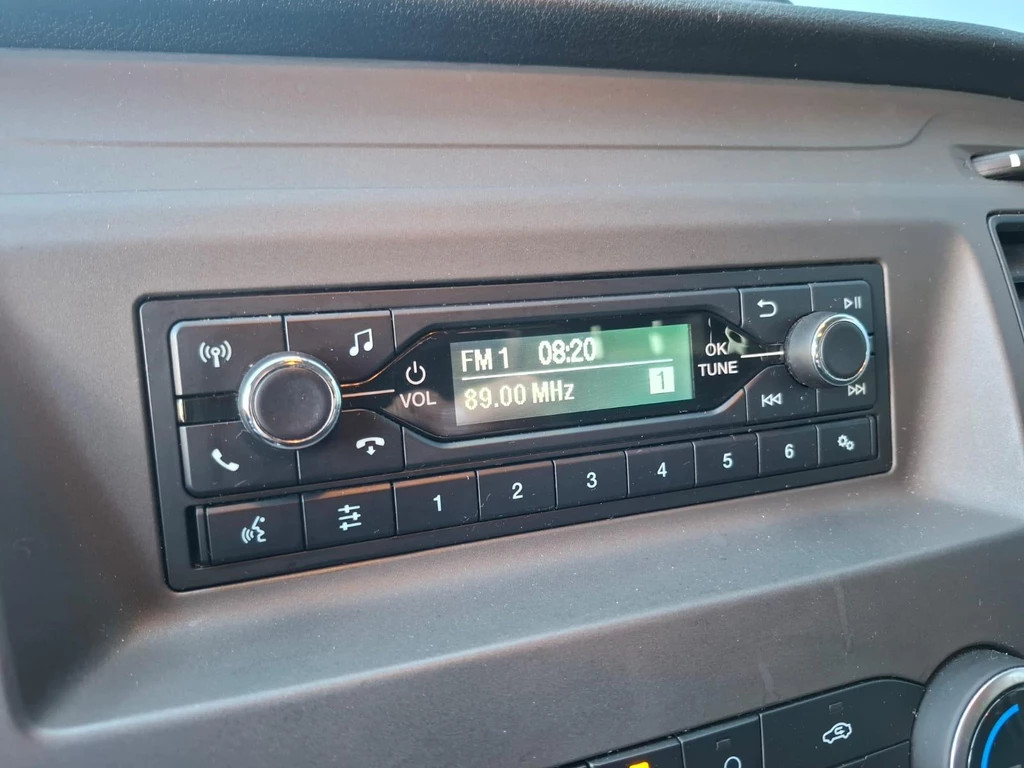 FM 1 08:20
89.00 MHz 1
VOL
OK/
TUNE
1 2 3 4 5 6